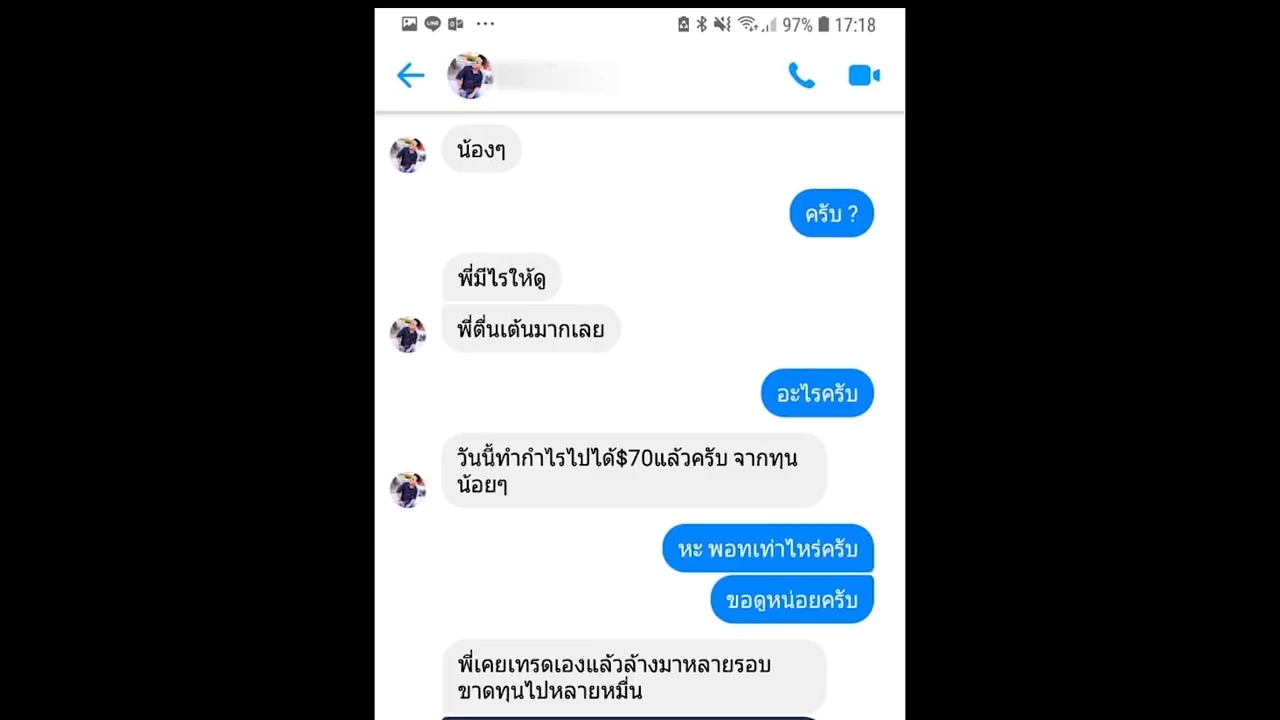 97% 17:18
น้องๆ
ครับ ?
พี่มีไรให้ดู
พี่ตื่นเต้นมากเลย
อะไรครับ
วันนี้ทำกำไรไปได้$70แล้วครับ จากทุน
น้อยๆ
หะ พอทเท่าไหร่ครับ
ขอดูหน่อยครับ
พี่เคยเทรดเองแล้วล้างมาหลายรอบ
ขาดทุนไปหลายหมื่น